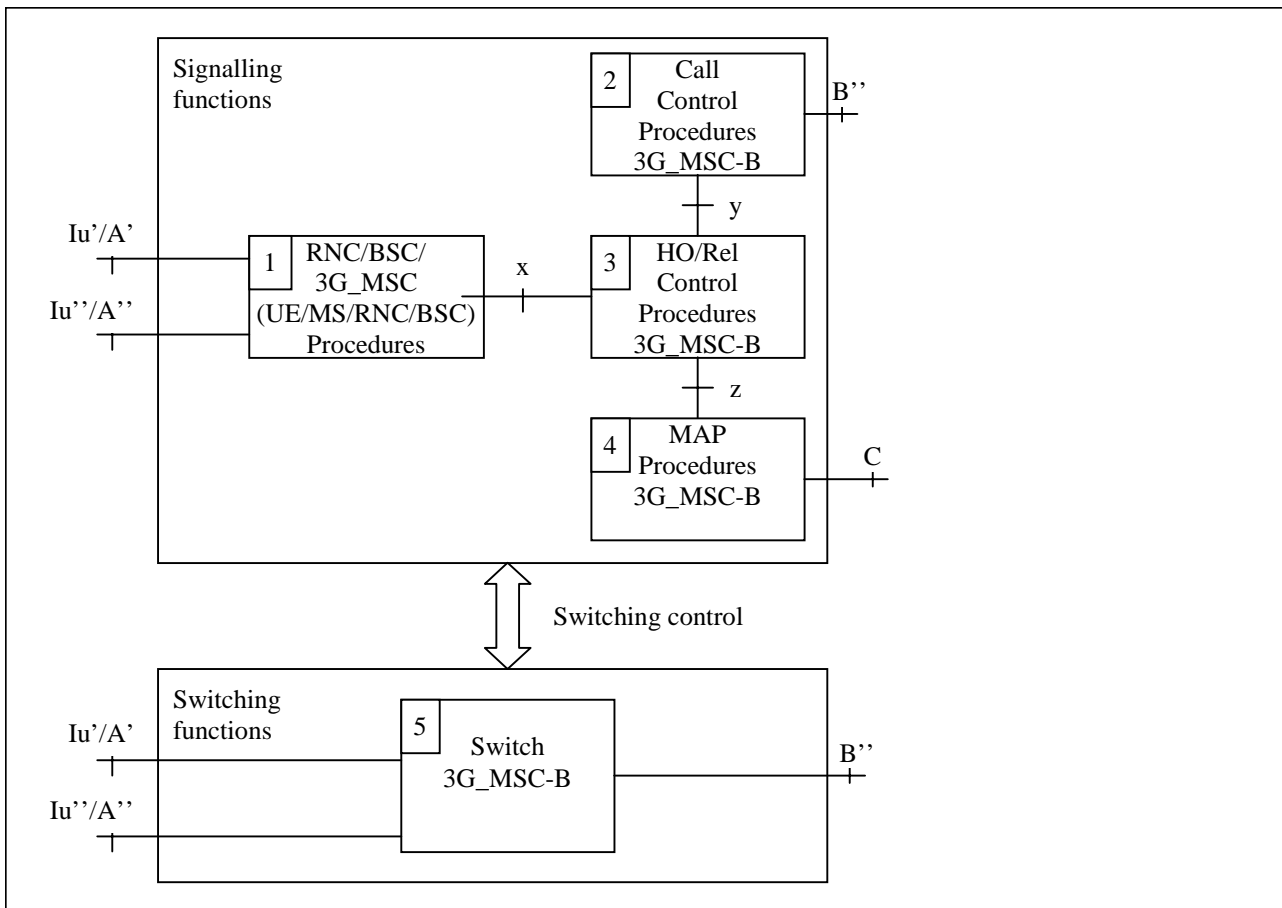 Signalling
functions
2
Call
Control
Procedures
3G_MSC-B
B’’
y
Iu’/A’
Iu’’/A’’
1
RNC/BSC/
3G_MSC
(UE/MS/RNC/BSC)
Procedures
x
3
HO/Rel
Control
Procedures
3G_MSC-B
z
4
MAP
Procedures
3G_MSC-B
C
Switching control
Switching
functions
Iu’/A’
Iu’’/A’’
5
Switch
3G_MSC-B
B’’